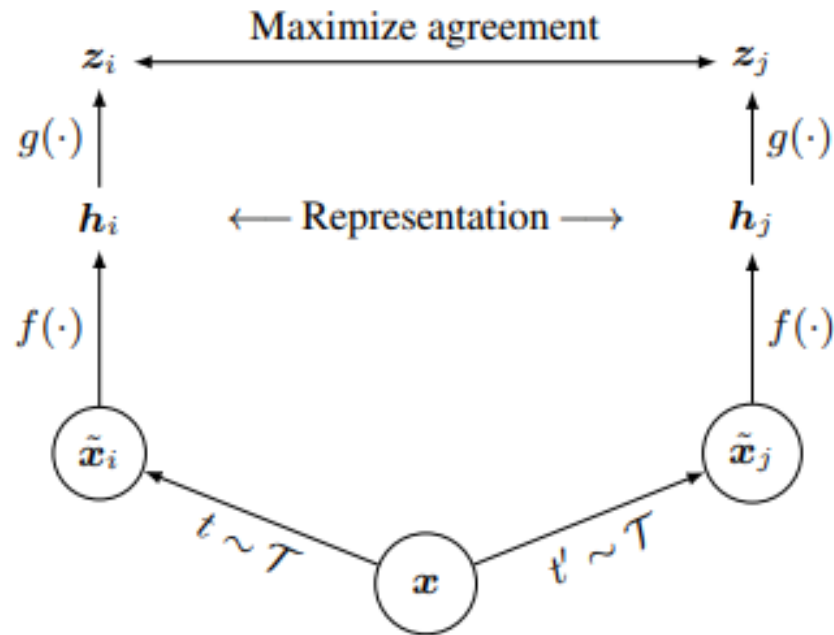 Maximize agreement
z_i z_j
g(·) g(·)
h_i ⟵ Representation ⟶ h_j
f(·) f(·)
x̃_i x̃_j
t ∼ 𝒯 t′ ∼ 𝒯
x